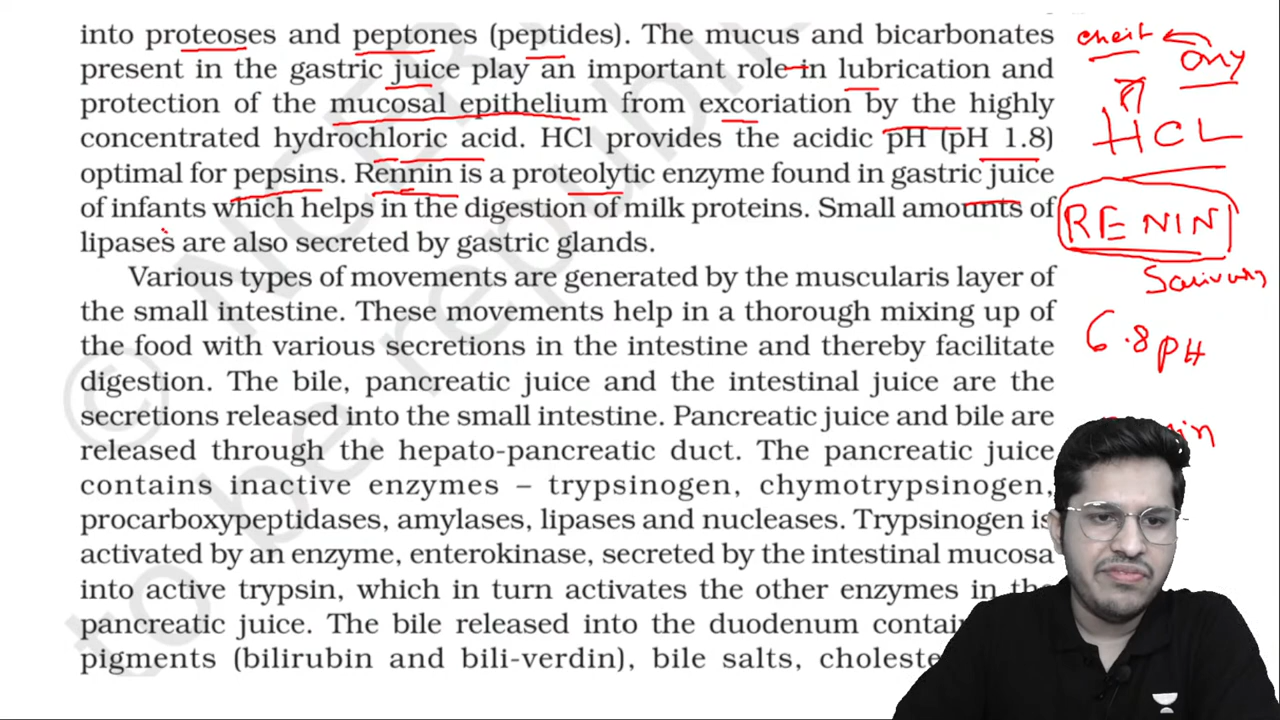 into proteoses and peptones (peptides). The mucus and bicarbonates
present in the gastric juice play an important role in lubrication and
protection of the mucosal epithelium from excoriation by the highly
concentrated hydrochloric acid. HCl provides the acidic pH (pH 1.8)
optimal for pepsins. Rennin is a proteolytic enzyme found in gastric juice
of infants which helps in the digestion of milk proteins. Small amounts of
lipases are also secreted by gastric glands.
Various types of movements are generated by the muscularis layer of
the small intestine. These movements help in a thorough mixing up of
the food with various secretions in the intestine and thereby facilitate
digestion. The bile, pancreatic juice and the intestinal juice are the
secretions released into the small intestine. Pancreatic juice and bile are
released through the hepato-pancreatic duct. The pancreatic juice
contains inactive enzymes – trypsinogen, chymotrypsinogen,
procarboxypeptidases, amylases, lipases and nucleases. Trypsinogen is
activated by an enzyme, enterokinase, secreted by the intestinal mucosa
into active trypsin, which in turn activates the other enzymes in the
pancreatic juice. The bile released into the duodenum
pigments (bilirubin and bili-verdin), bile salts,
HCL
RENIN
6.8 pH